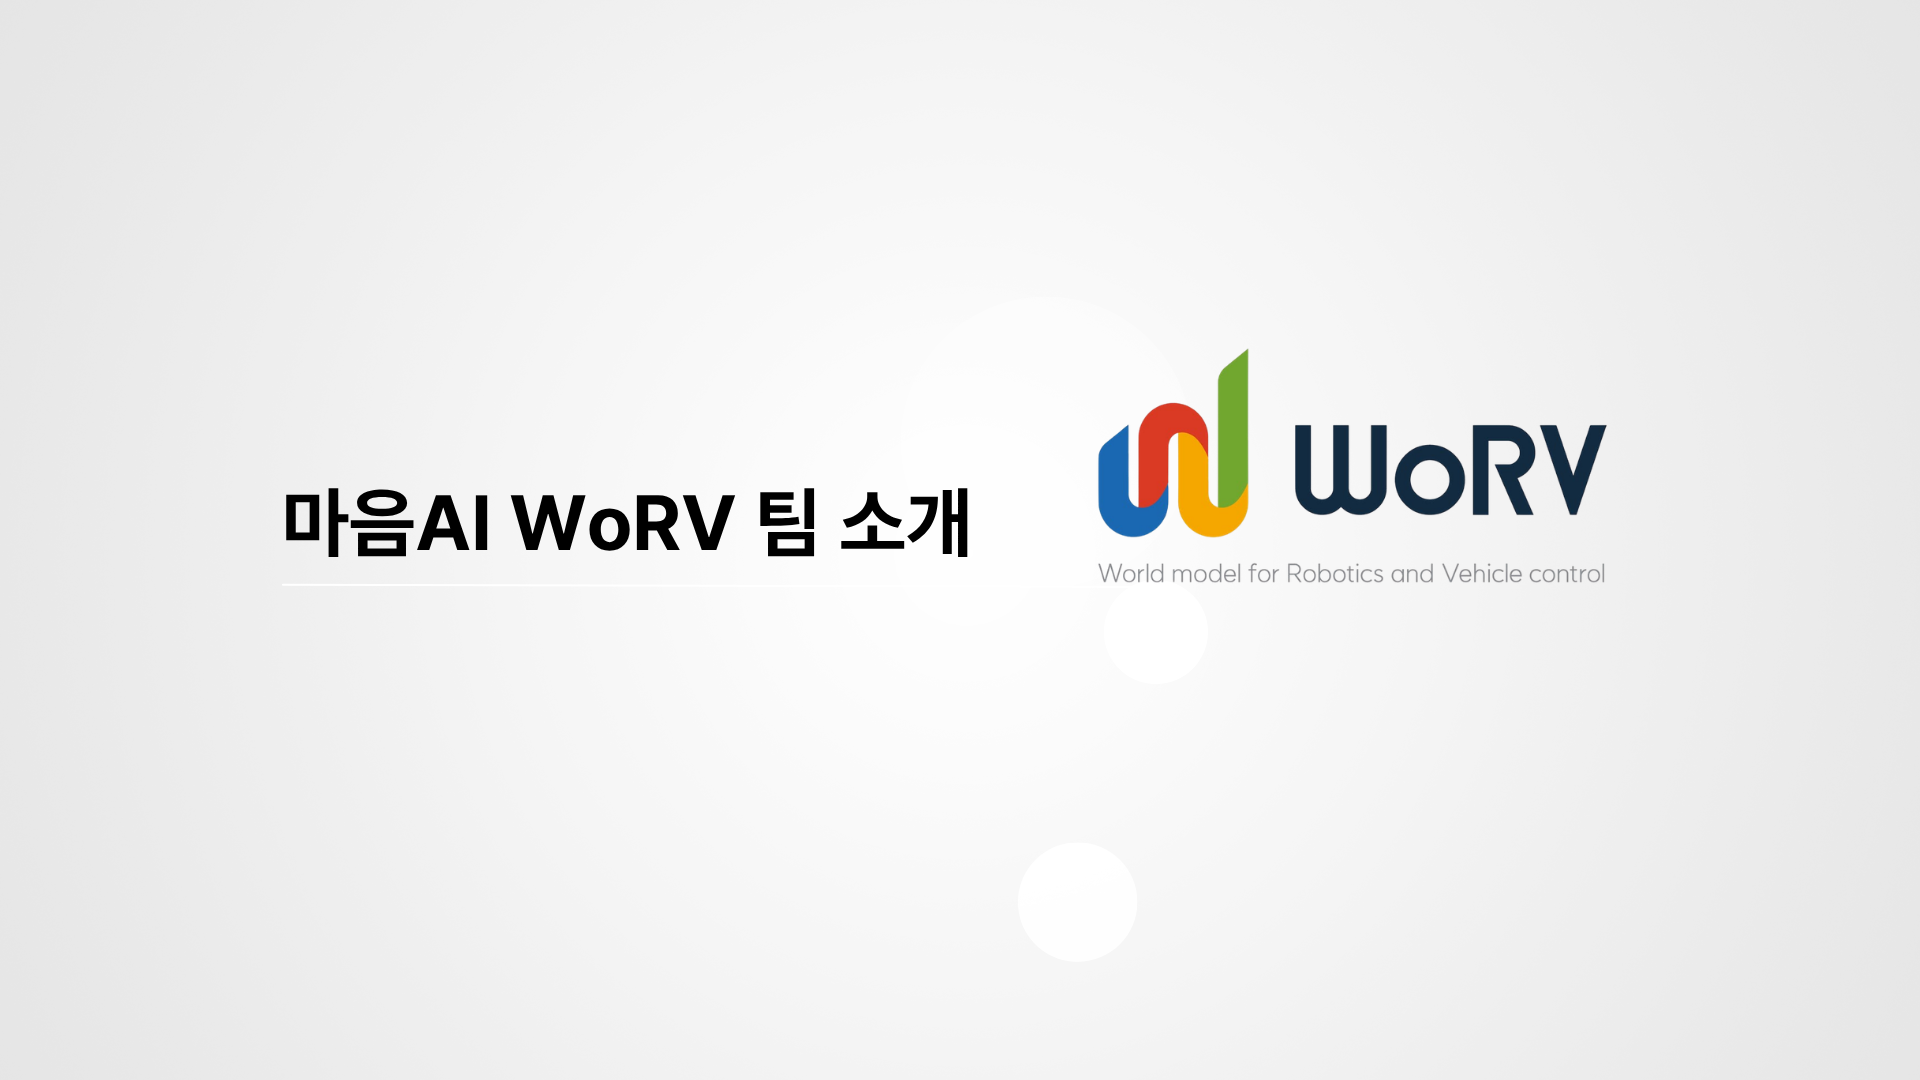 마음AI WoRV 팀 소개
WoRV
World model for Robotics and Vehicle control